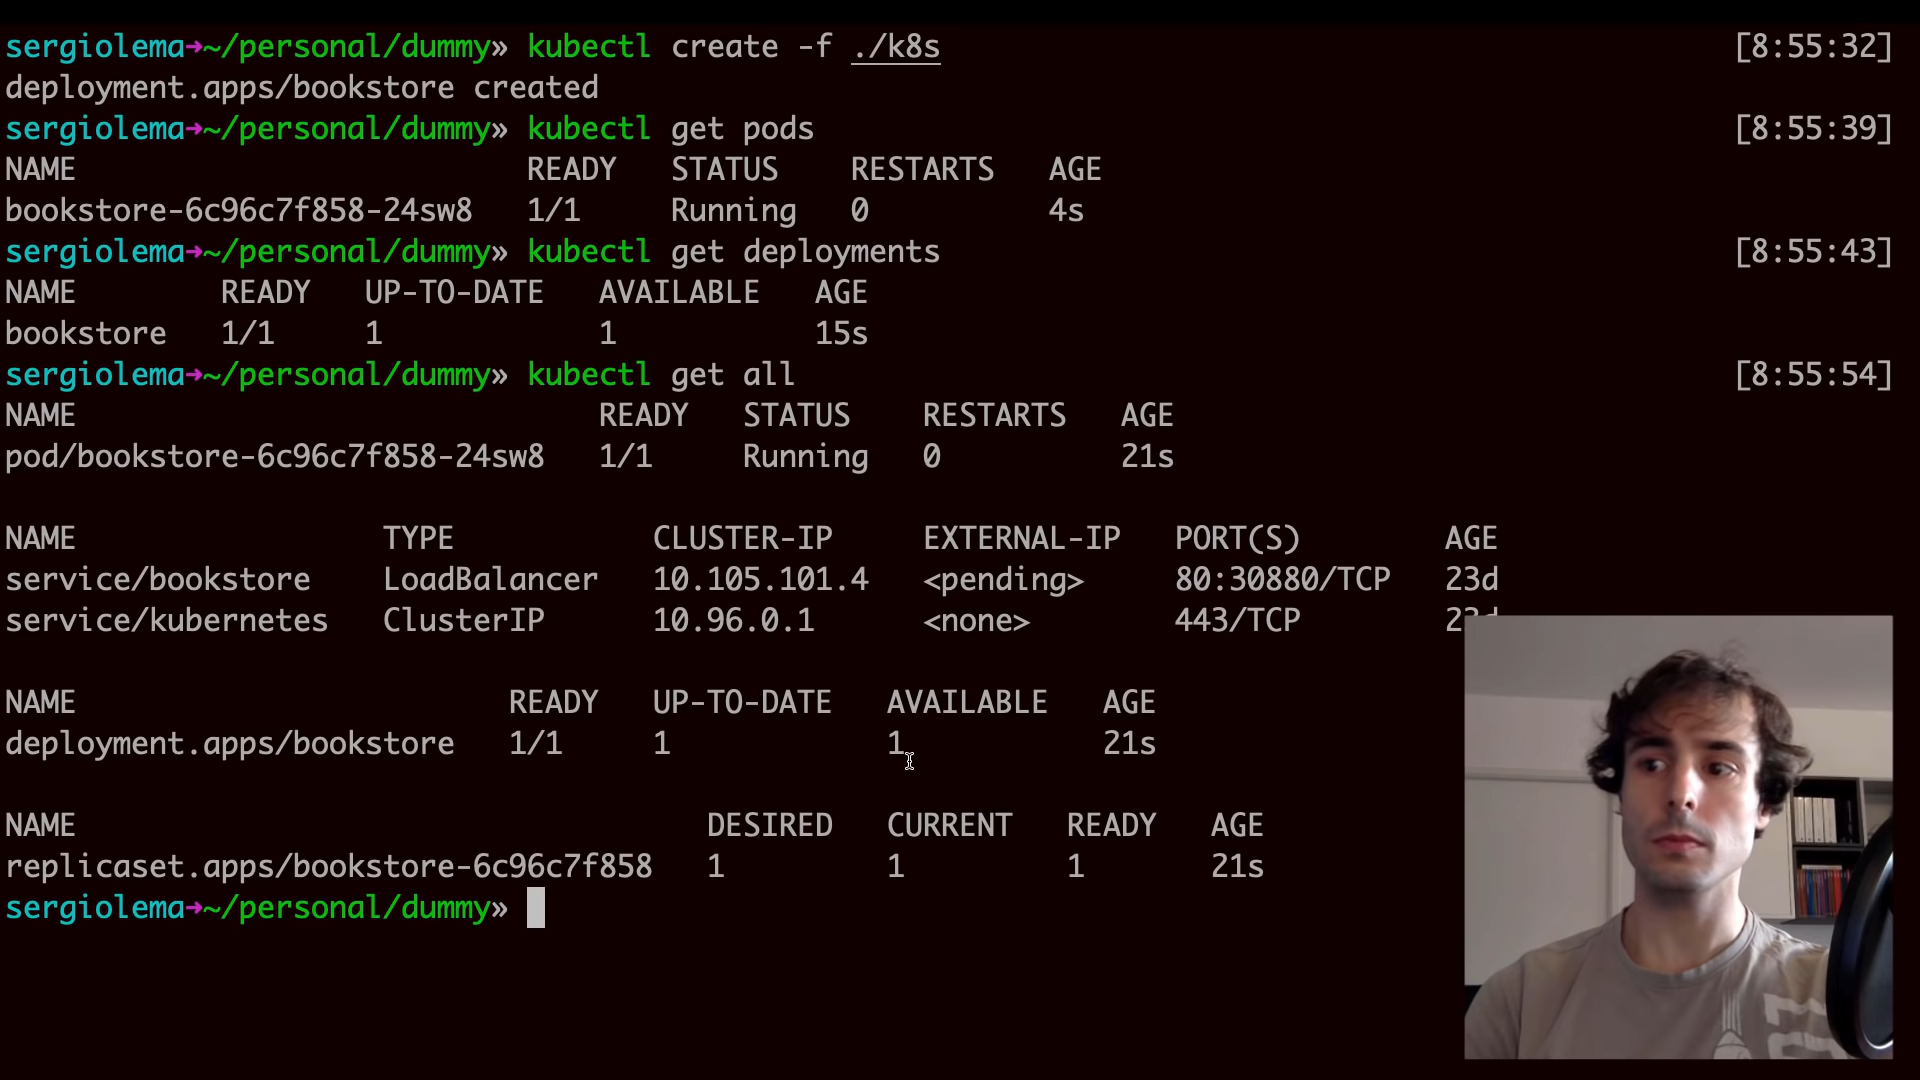 sergiolema➜~/personal/dummy» kubectl create -f ./k8s [8:55:32]
deployment.apps/bookstore created
sergiolema➜~/personal/dummy» kubectl get pods [8:55:39]
NAME READY STATUS RESTARTS AGE
bookstore-6c96c7f858-24sw8 1/1 Running 0 4s
sergiolema➜~/personal/dummy» kubectl get deployments [8:55:43]
NAME READY UP-TO-DATE AVAILABLE AGE
bookstore 1/1 1 1 15s
sergiolema➜~/personal/dummy» kubectl get all [8:55:54]
NAME READY STATUS RESTARTS AGE
pod/bookstore-6c96c7f858-24sw8 1/1 Running 0 21s
NAME TYPE CLUSTER-IP EXTERNAL-IP PORT(S) AGE
service/bookstore LoadBalancer 10.105.101.4 <pending> 80:30880/TCP 23d
service/kubernetes ClusterIP 10.96.0.1 <none> 443/TCP 23d
NAME READY UP-TO-DATE AVAILABLE AGE
deployment.apps/bookstore 1/1 1 1 21s
NAME DESIRED CURRENT READY AGE
replicaset.apps/bookstore-6c96c7f858 1 1 1 21s
sergiolema➜~/personal/dummy»